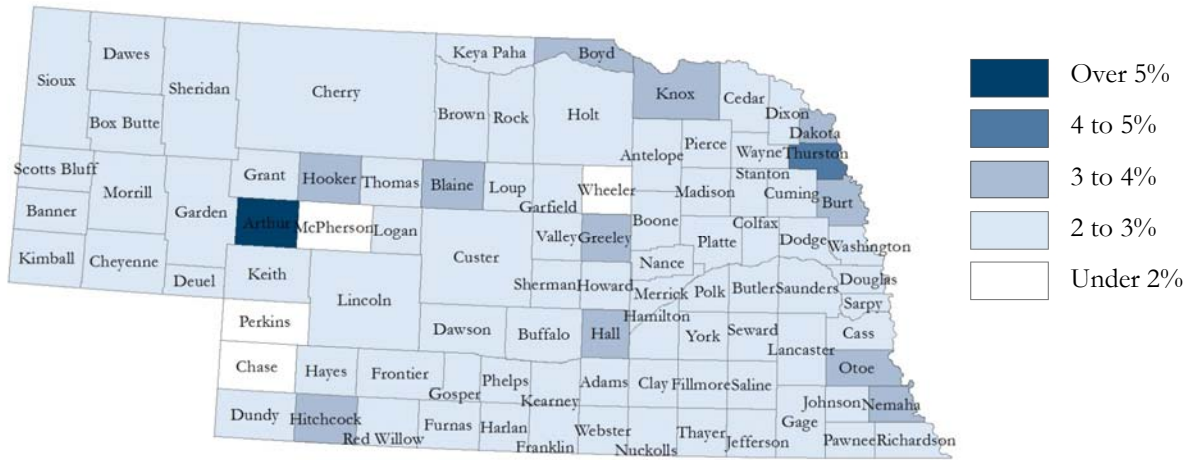 Keya Paha
Boyd
Dawes
Sioux
Sheridan
Cherry
Knox
Cedar
Brown
Rock
Holt
Dixon
Box Butte
Dakota
Antelope
Pierce
Wayne
Thurston
Scotts Bluff
Grant
Hooker
Thomas
Blaine
Loup
Garfield
Wheeler
Stanton
Madison
Cuming
Burt
Morrill
Garden
Banner
Arthur
McPherson
Logan
Custer
Valley
Greeley
Boone
Platte
Colfax
Dodge
Washington
Kimball
Cheyenne
Deuel
Keith
Lincoln
Sherman
Howard
Nance
Merrick
Polk
Butler
Saunders
Douglas
Sarpy
Perkins
Dawson
Buffalo
Hall
Hamilton
York
Seward
Lancaster
Cass
Otoe
Chase
Hayes
Frontier
Gosper
Phelps
Kearney
Adams
Clay
Fillmore
Saline
Johnson
Nemaha
Dundy
Hitchcock
Red Willow
Furnas
Harlan
Franklin
Webster
Nuckolls
Thayer
Jefferson
Gage
Pawnee
Richardson
Over 5%
4 to 5%
3 to 4%
2 to 3%
Under 2%